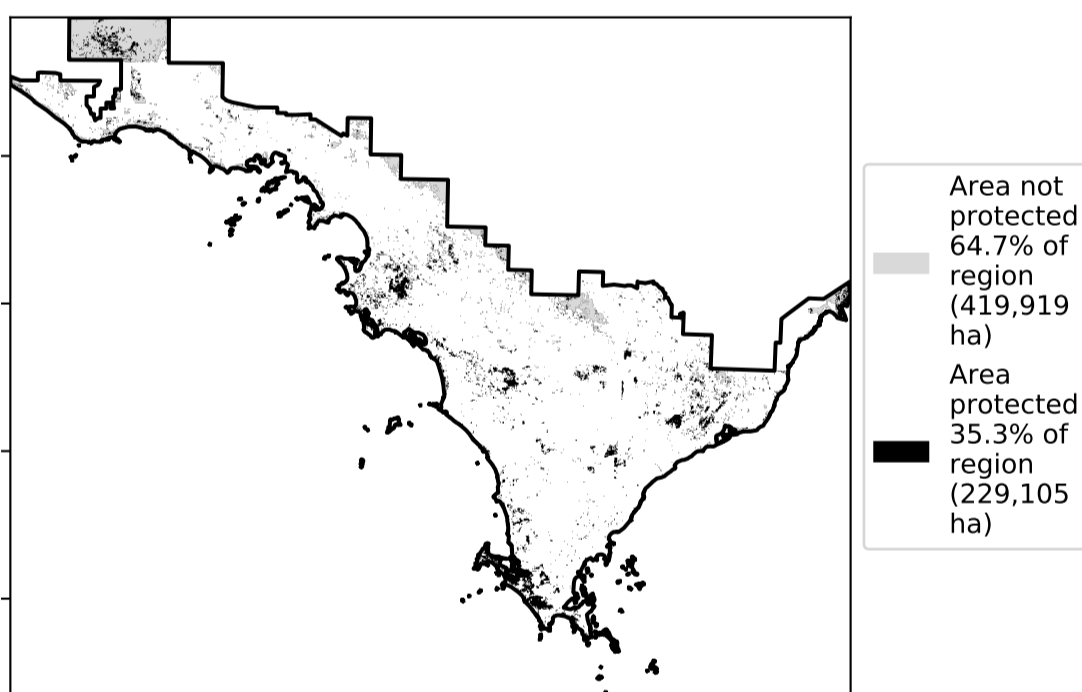 Area not
protected
64.7% of
region
(419,919
ha)
Area
protected
35.3% of
region
(229,105
ha)